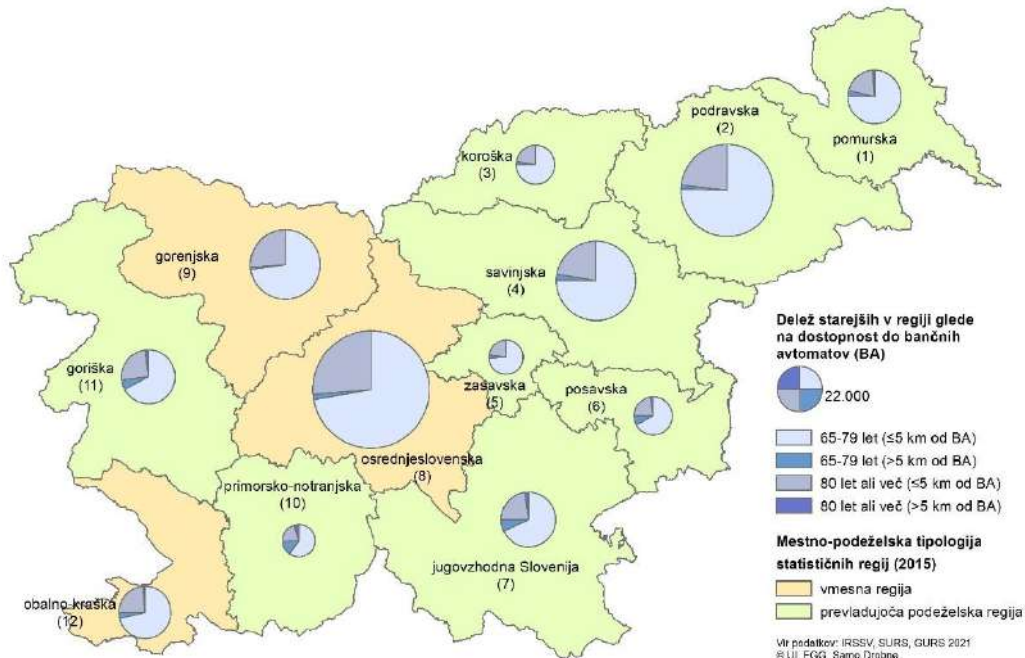 podravska
(2)
pomurska
(1)
koroška
(3)
gorenjska
(9)
savinjska
(4)
goriška
(11)
zasavska
(5)
posavska
(6)
osrednjeslovenska
(8)
primorsko-notranjska
(10)
jugovzhodna Slovenija
(7)
obalno-kraška
(12)
Delež starejših v regiji glede
na dostopnost do bančnih
avtomatov (BA)
22.000
65-79 let (≤5 km od BA)
65-79 let (>5 km od BA)
80 let ali več (≤5 km od BA)
80 let ali več (>5 km od BA)
Mestno-podeželska tipologija
statističnih regij (2015)
vmesna regija
prevladujoča podeželska regija
Vir podatkov: IRSSV, SURS, GURS 2021
© UL FGG, Samo Drobne